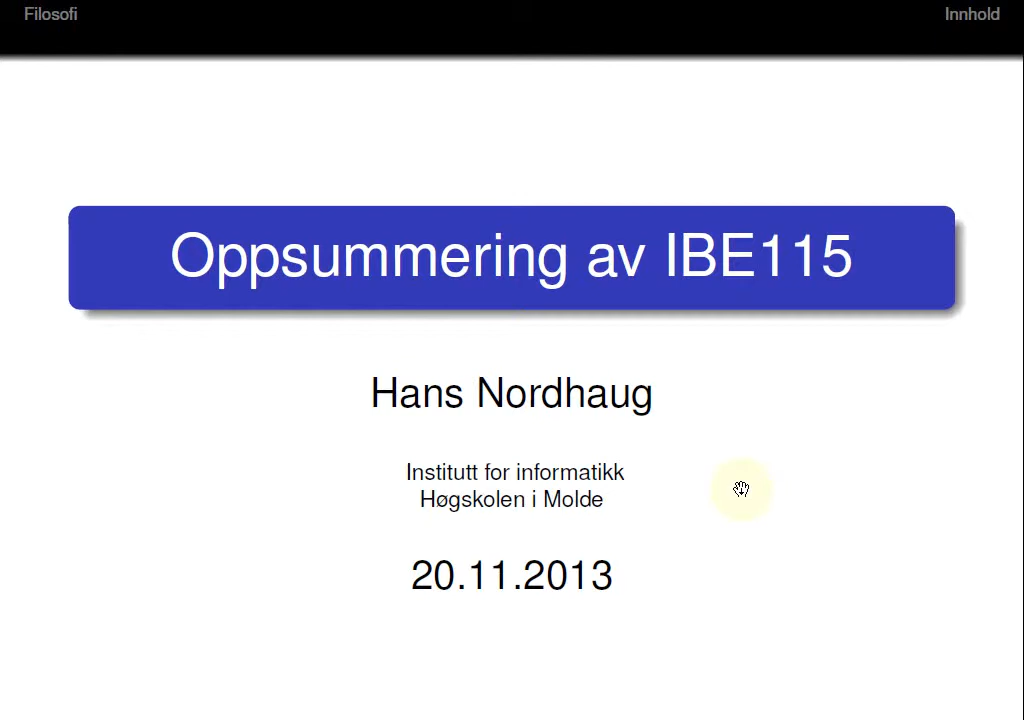 Filosofi
Innhold
Oppsummering av IBE115
Hans Nordhaug
Institutt for informatikk
Høgskolen i Molde
20.11.2013